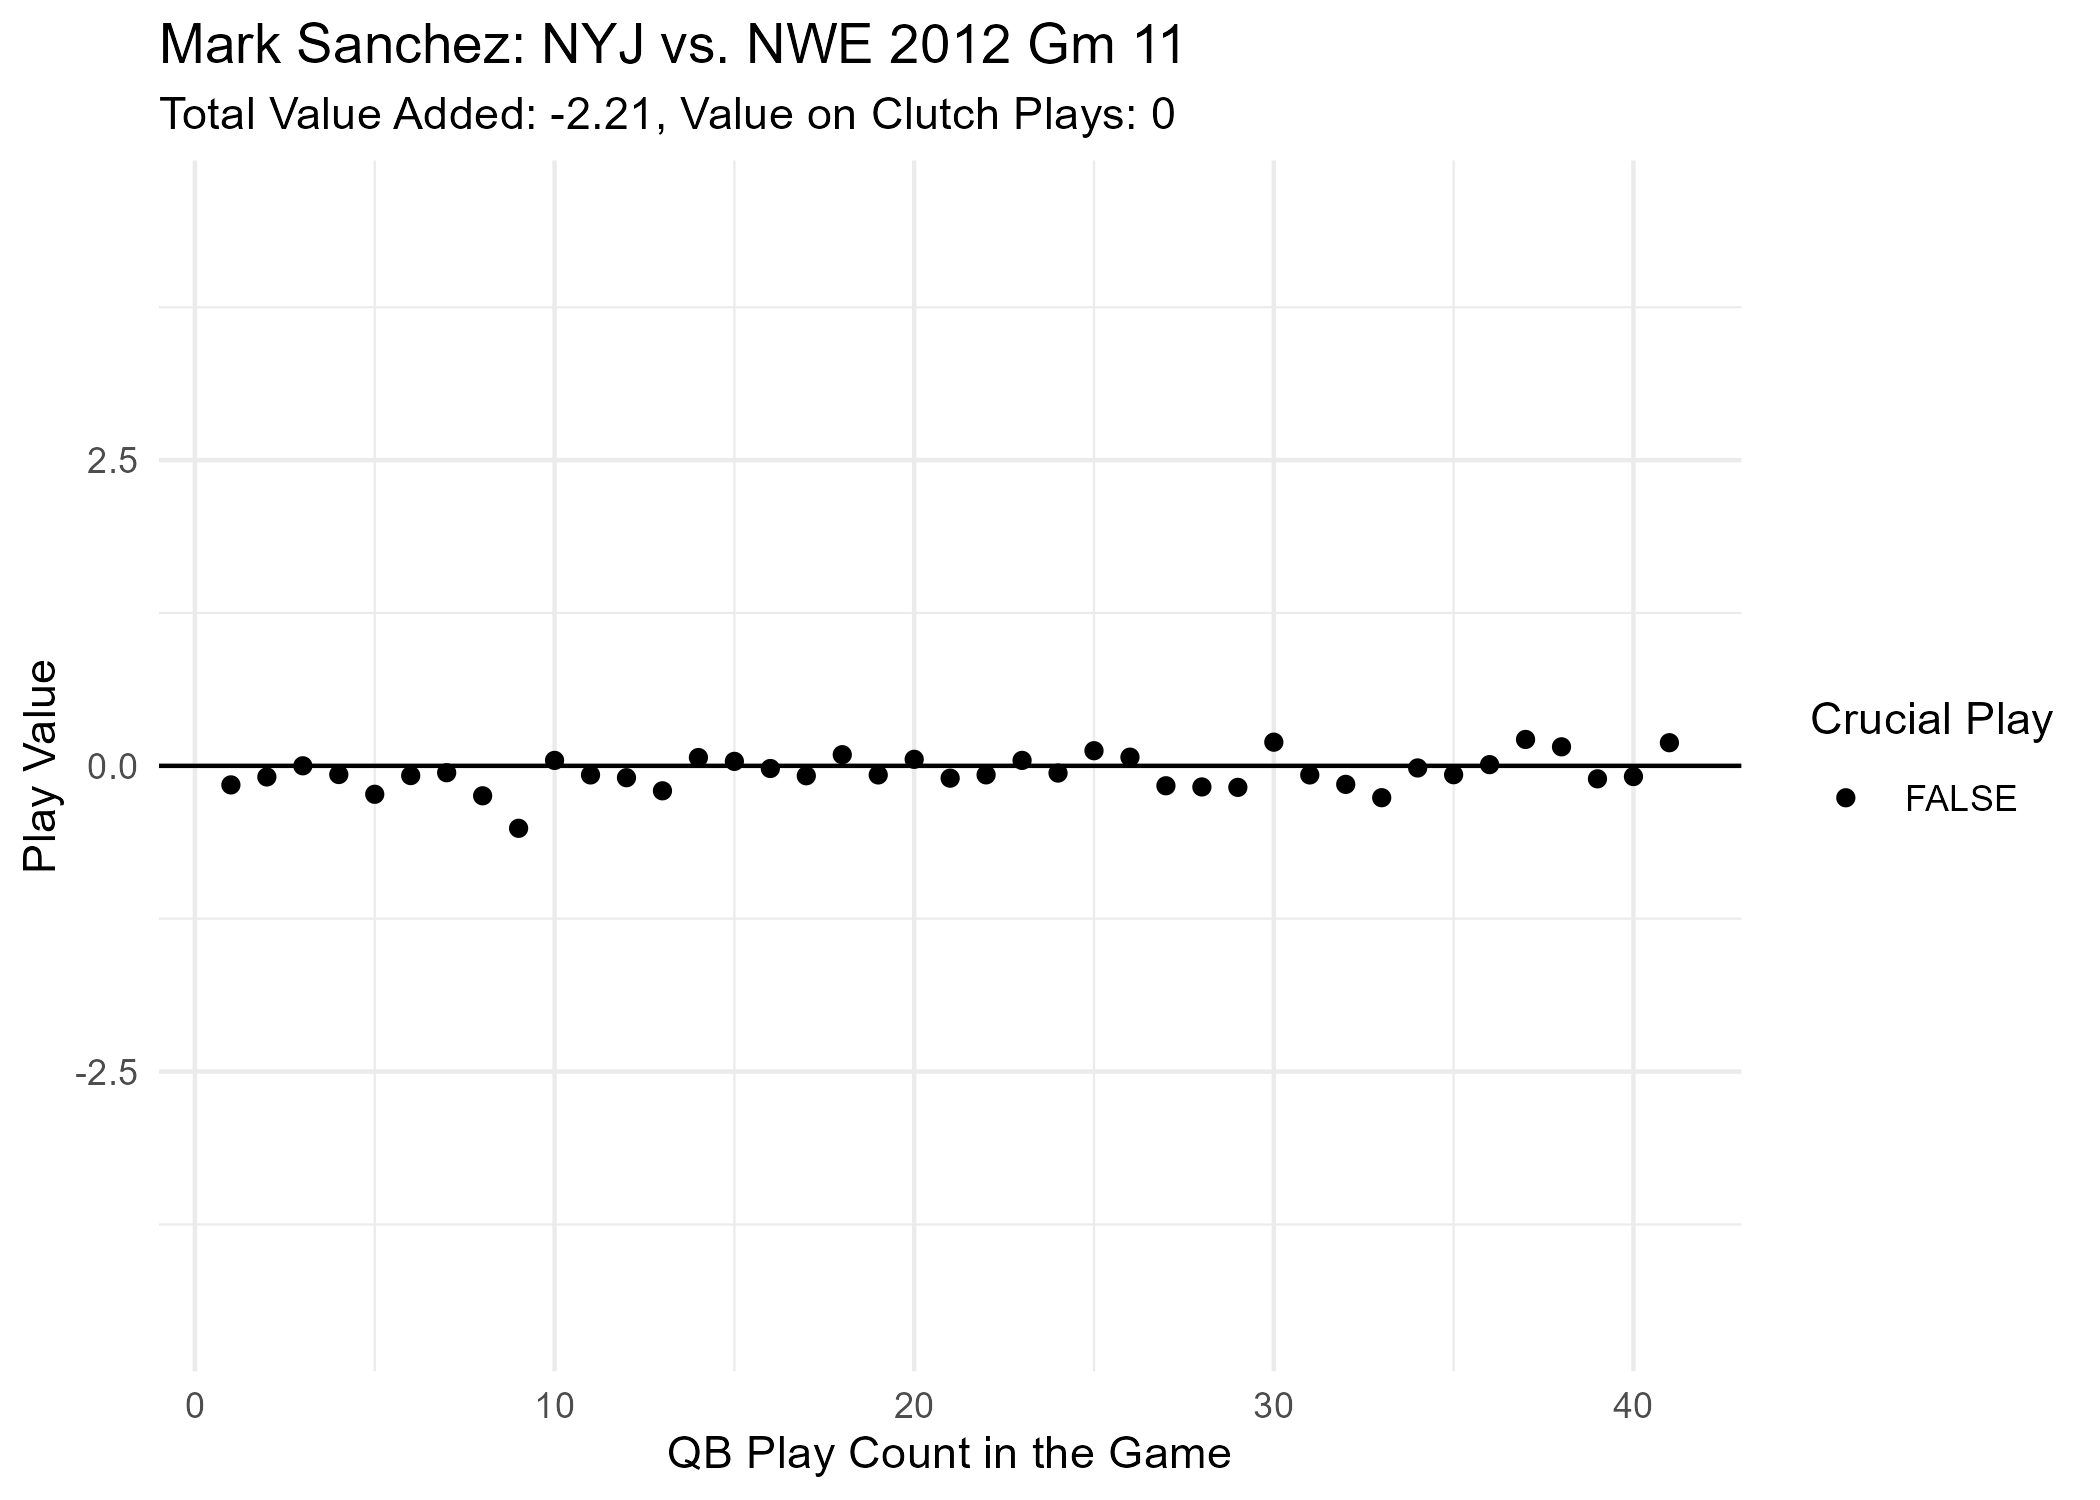 Mark Sanchez: NYJ vs. NWE 2012 Gm 11
Total Value Added: -2.21, Value on Clutch Plays: 0
Play Value
2.5
0.0
-2.5
0 10 20 30 40
QB Play Count in the Game
Crucial Play
FALSE